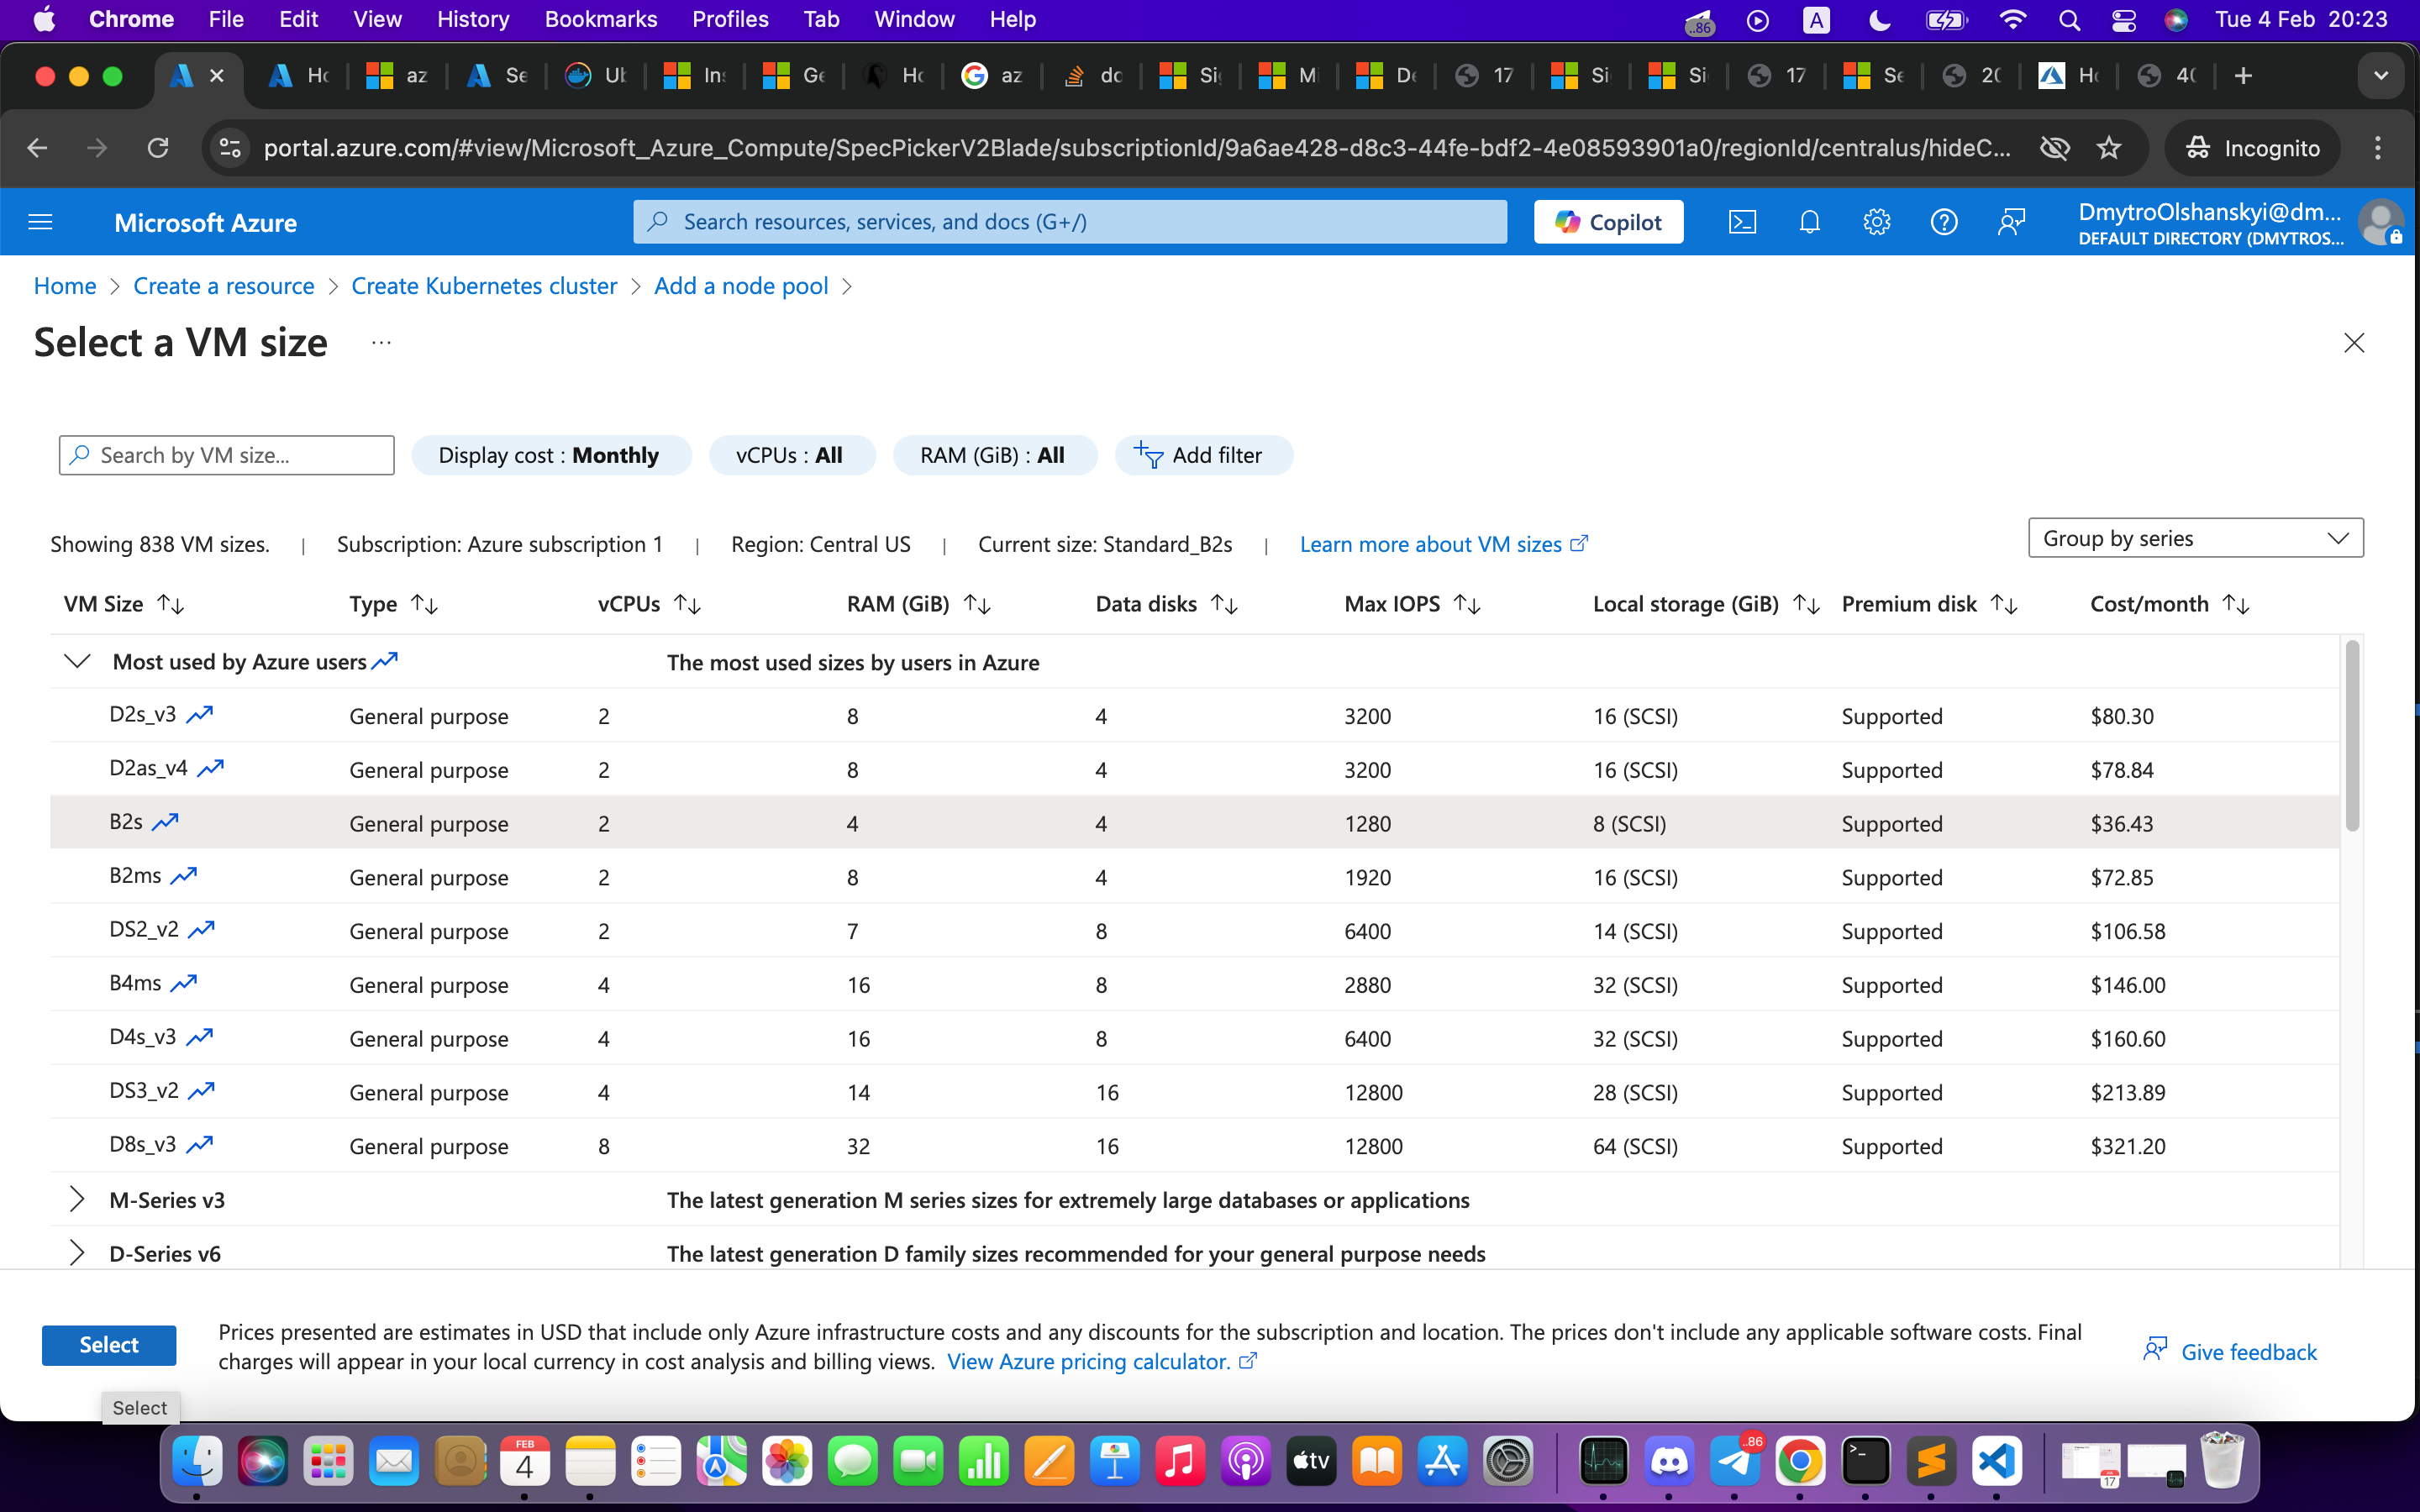 Chrome File Edit View History Bookmarks Profiles Tab Window Help ..86 A Tue 4 Feb 20:23
Hc az Se Ub In: Ge Hc az dc Si M De 17 Si Si 17 Se 20 Hc 40
portal.azure.com/#view/Microsoft_Azure_Compute/SpecPickerV2Blade/subscriptionId/9a6ae428-d8c3-44fe-bdf2-4e08593901a0/regionId/centralus/hideC... Incognito
Microsoft Azure Search resources, services, and docs (G+/) Copilot DmytroOlshanskyi@dm...
DEFAULT DIRECTORY (DMYTROS...
Home > Create a resource > Create Kubernetes cluster > Add a node pool >
Select a VM size ...
Search by VM size... Display cost : Monthly vCPUs : All RAM (GiB) : All Add filter
Showing 838 VM sizes. | Subscription: Azure subscription 1 | Region: Central US | Current size: Standard_B2s | Learn more about VM sizes Group by series
VM Size Type vCPUs RAM (GiB) Data disks Max IOPS Local storage (GiB) Premium disk Cost/month
Most used by Azure users The most used sizes by users in Azure
D2s_v3 General purpose 2 8 4 3200 16 (SCSI) Supported $80.30
D2as_v4 General purpose 2 8 4 3200 16 (SCSI) Supported $78.84
B2s General purpose 2 4 4 1280 8 (SCSI) Supported $36.43
B2ms General purpose 2 8 4 1920 16 (SCSI) Supported $72.85
DS2_v2 General purpose 2 7 8 6400 14 (SCSI) Supported $106.58
B4ms General purpose 4 16 8 2880 32 (SCSI) Supported $146.00
D4s_v3 General purpose 4 16 8 6400 32 (SCSI) Supported $160.60
DS3_v2 General purpose 4 14 16 12800 28 (SCSI) Supported $213.89
D8s_v3 General purpose 8 32 16 12800 64 (SCSI) Supported $321.20
M-Series v3 The latest generation M series sizes for extremely large databases or applications
D-Series v6 The latest generation D family sizes recommended for your general purpose needs
Select Prices presented are estimates in USD that include only Azure infrastructure costs and any discounts for the subscription and location. The prices don't include any applicable software costs. Final
charges will appear in your local currency in cost analysis and billing views. View Azure pricing calculator. Give feedback
Select
FEB
4 tv ..86 17